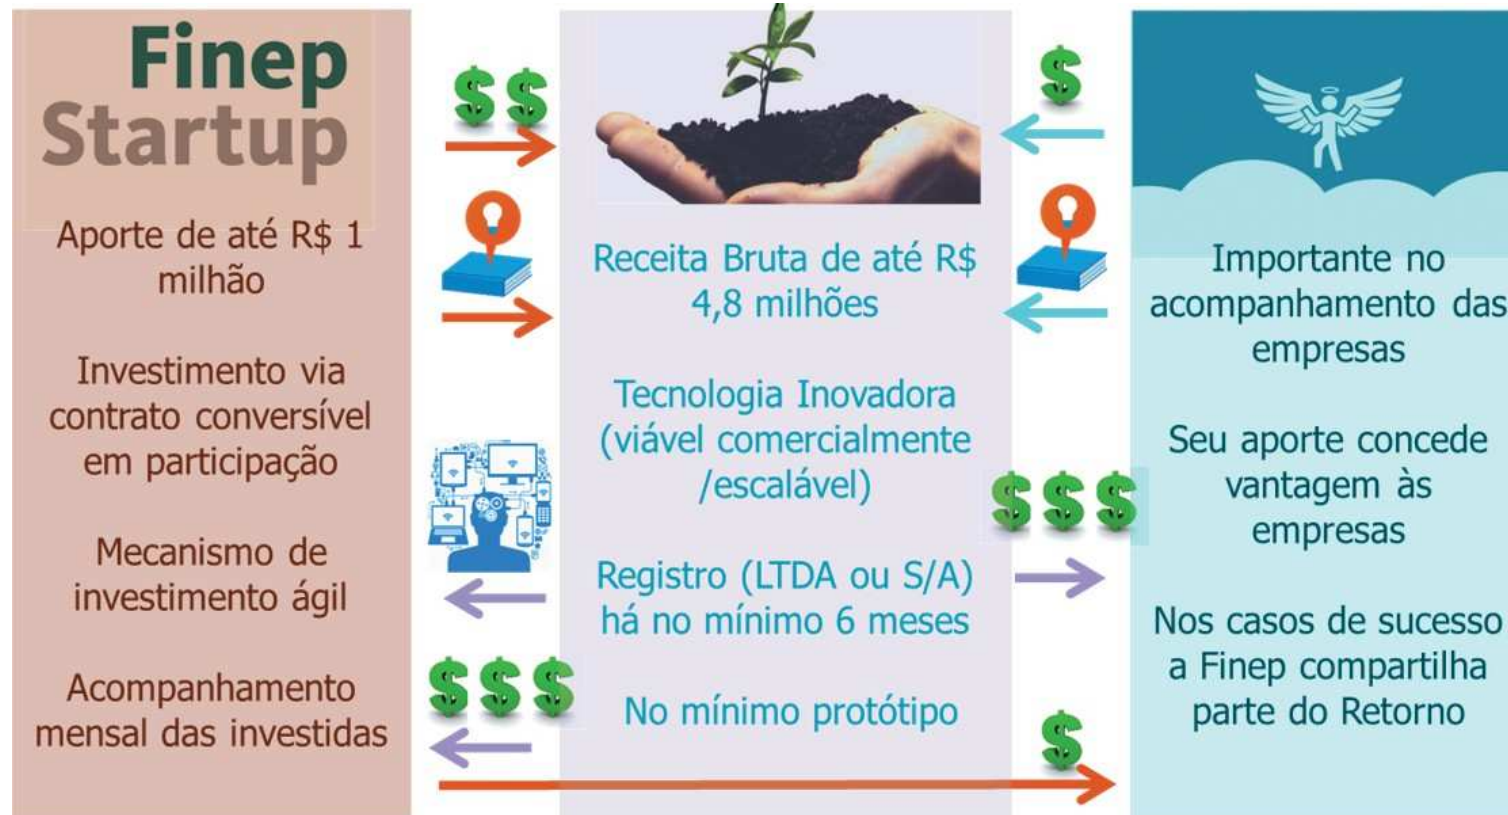 Finep
Startup
Aporte de até R$ 1
milhão
Investimento via
contrato conversível
em participação
Mecanismo de
investimento ágil
Acompanhamento
mensal das investidas
$$
$
Receita Bruta de até R$
4,8 milhões
Tecnologia Inovadora
(viável comercialmente
/escalável)
Registro (LTDA ou S/A)
há no mínimo 6 meses
No mínimo protótipo
$$$
$$$
$
Importante no
acompanhamento das
empresas
Seu aporte concede
vantagem às
empresas
Nos casos de sucesso
a Finep compartilha
parte do Retorno